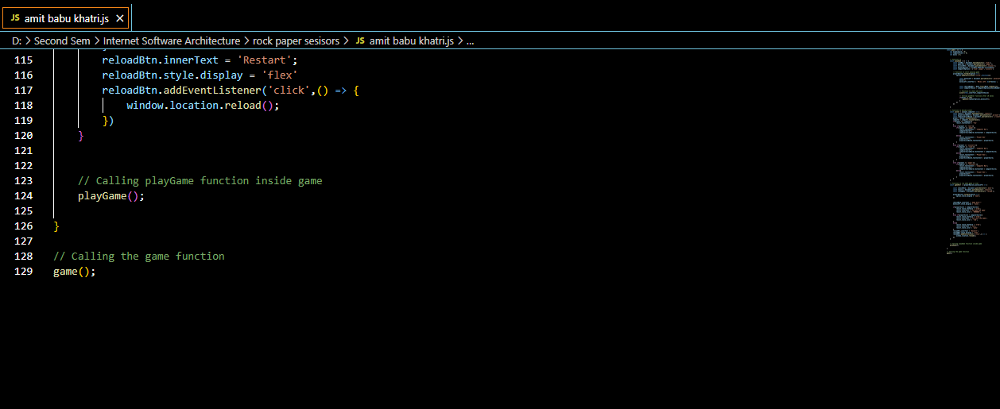 JS amit babu khatri.js ×
D: > Second Sem > Internet Software Architecture > rock paper sesisors > JS amit babu khatri.js > ...
115 reloadBtn.innerText = 'Restart';
116 reloadBtn.style.display = 'flex'
117 reloadBtn.addEventListener('click',() => {
118 window.location.reload();
119 })
120 }
121
122
123 // Calling playGame function inside game
124 playGame();
125
126 }
127
128 // Calling the game function
129 game();